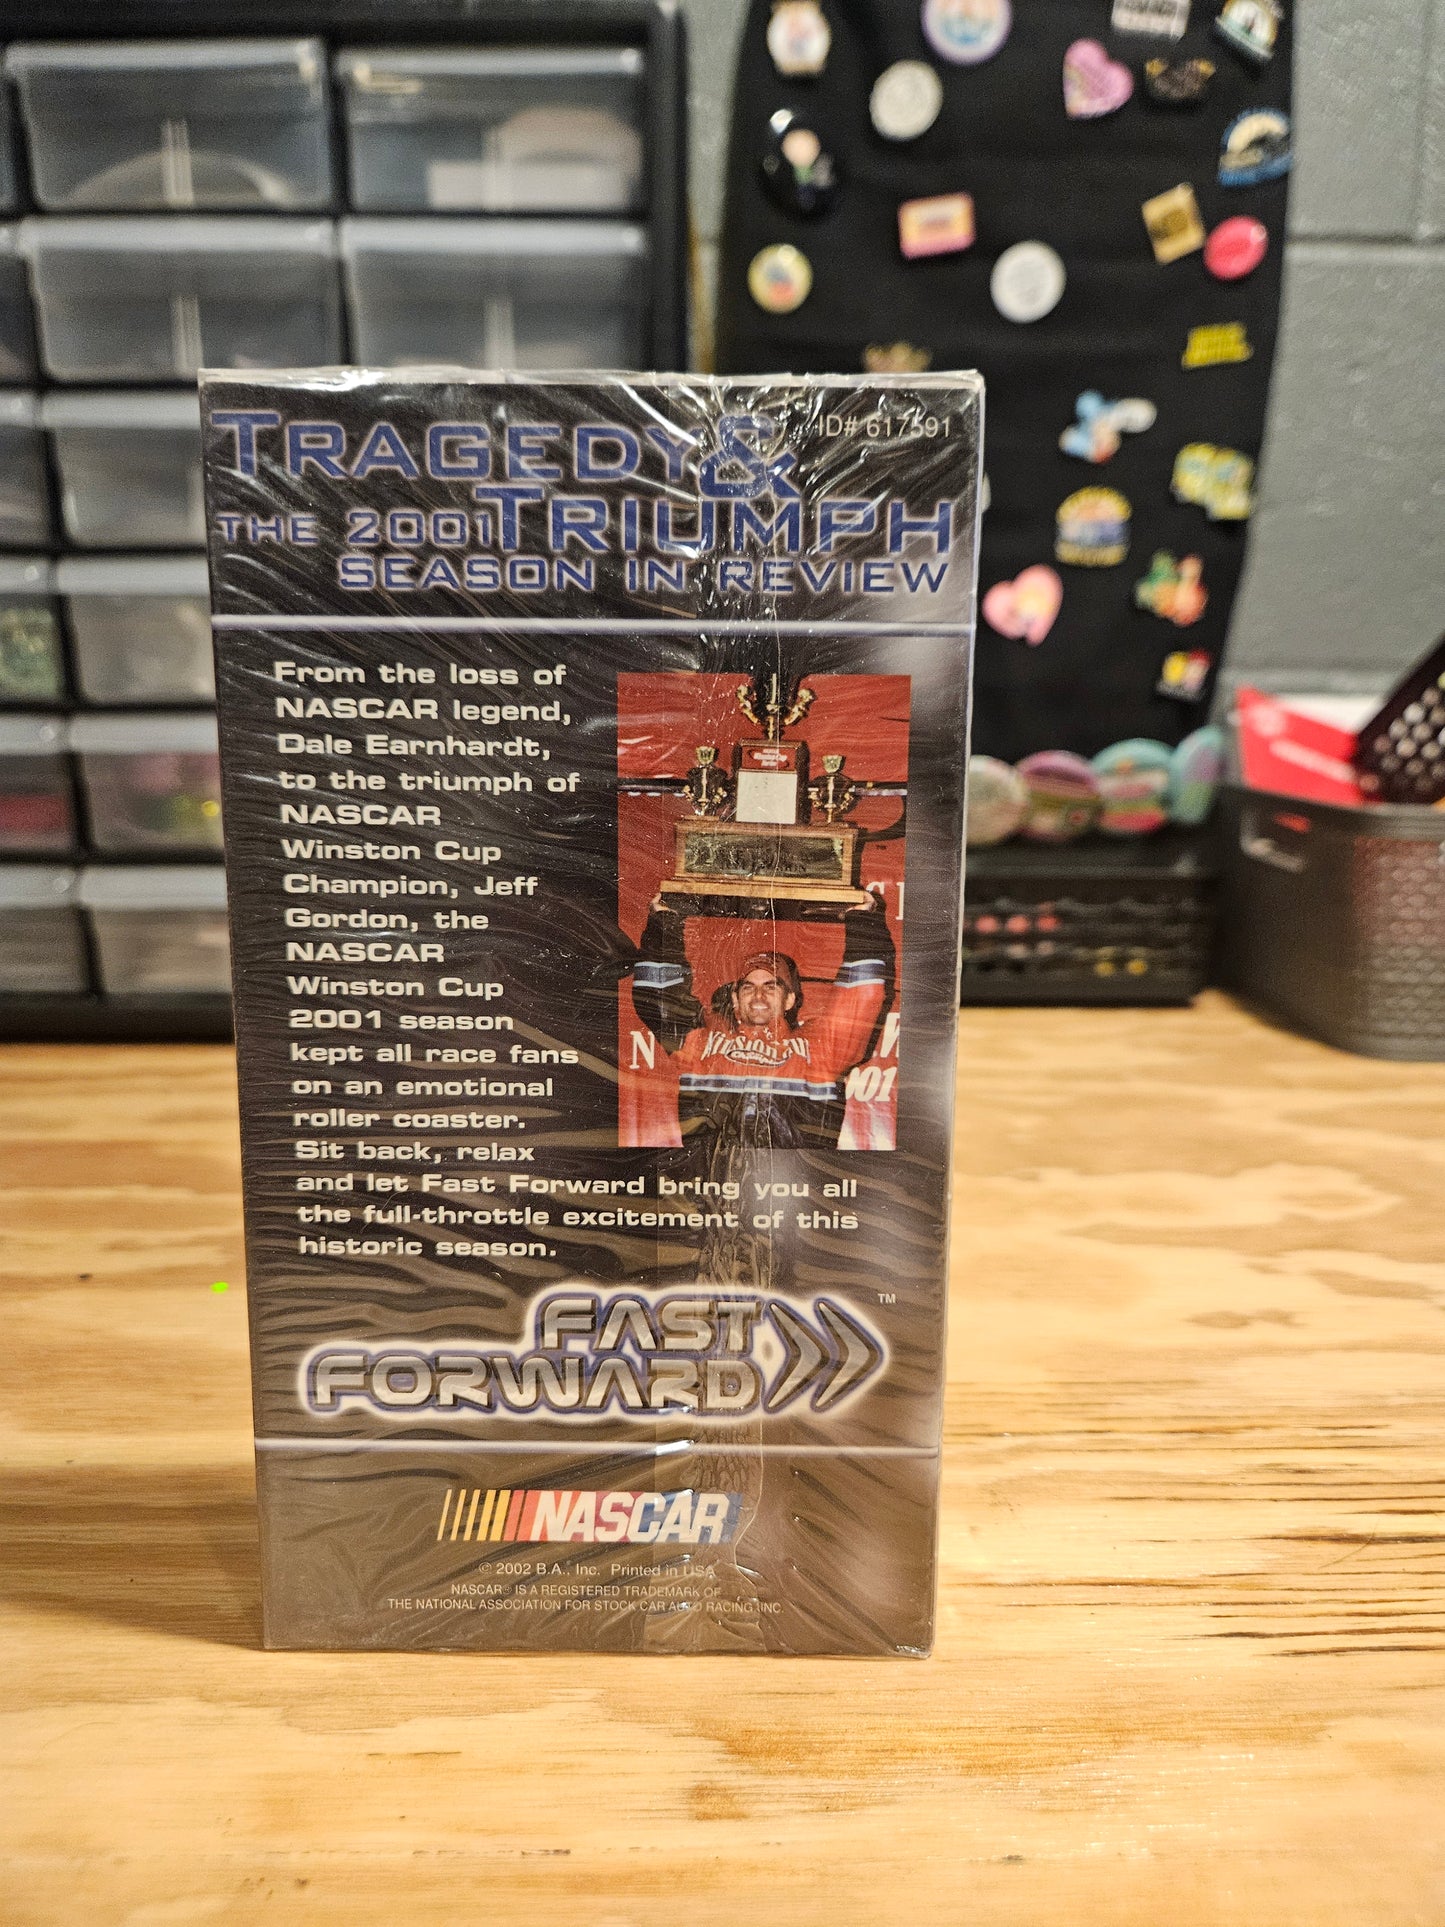 TRAGEDY &
ID# 617591
THE 2001 TRIUMPH
SEASON IN REVIEW
From the loss of
NASCAR legend,
Dale Earnhardt,
to the triumph of
NASCAR
Winston Cup
Champion, Jeff
Gordon, the
NASCAR
Winston Cup
2001 season
kept all race fans
on an emotional
roller coaster.
Sit back, relax
and let Fast Forward bring you all
the full-throttle excitement of this
historic season.
N
WINSTON CUP
Champion
01
FAST
FORWARD
TM
NASCAR
© 2002 B.A., Inc. Printed in USA
NASCAR® IS A REGISTERED TRADEMARK OF
THE NATIONAL ASSOCIATION FOR STOCK CAR AUTO RACING, INC.